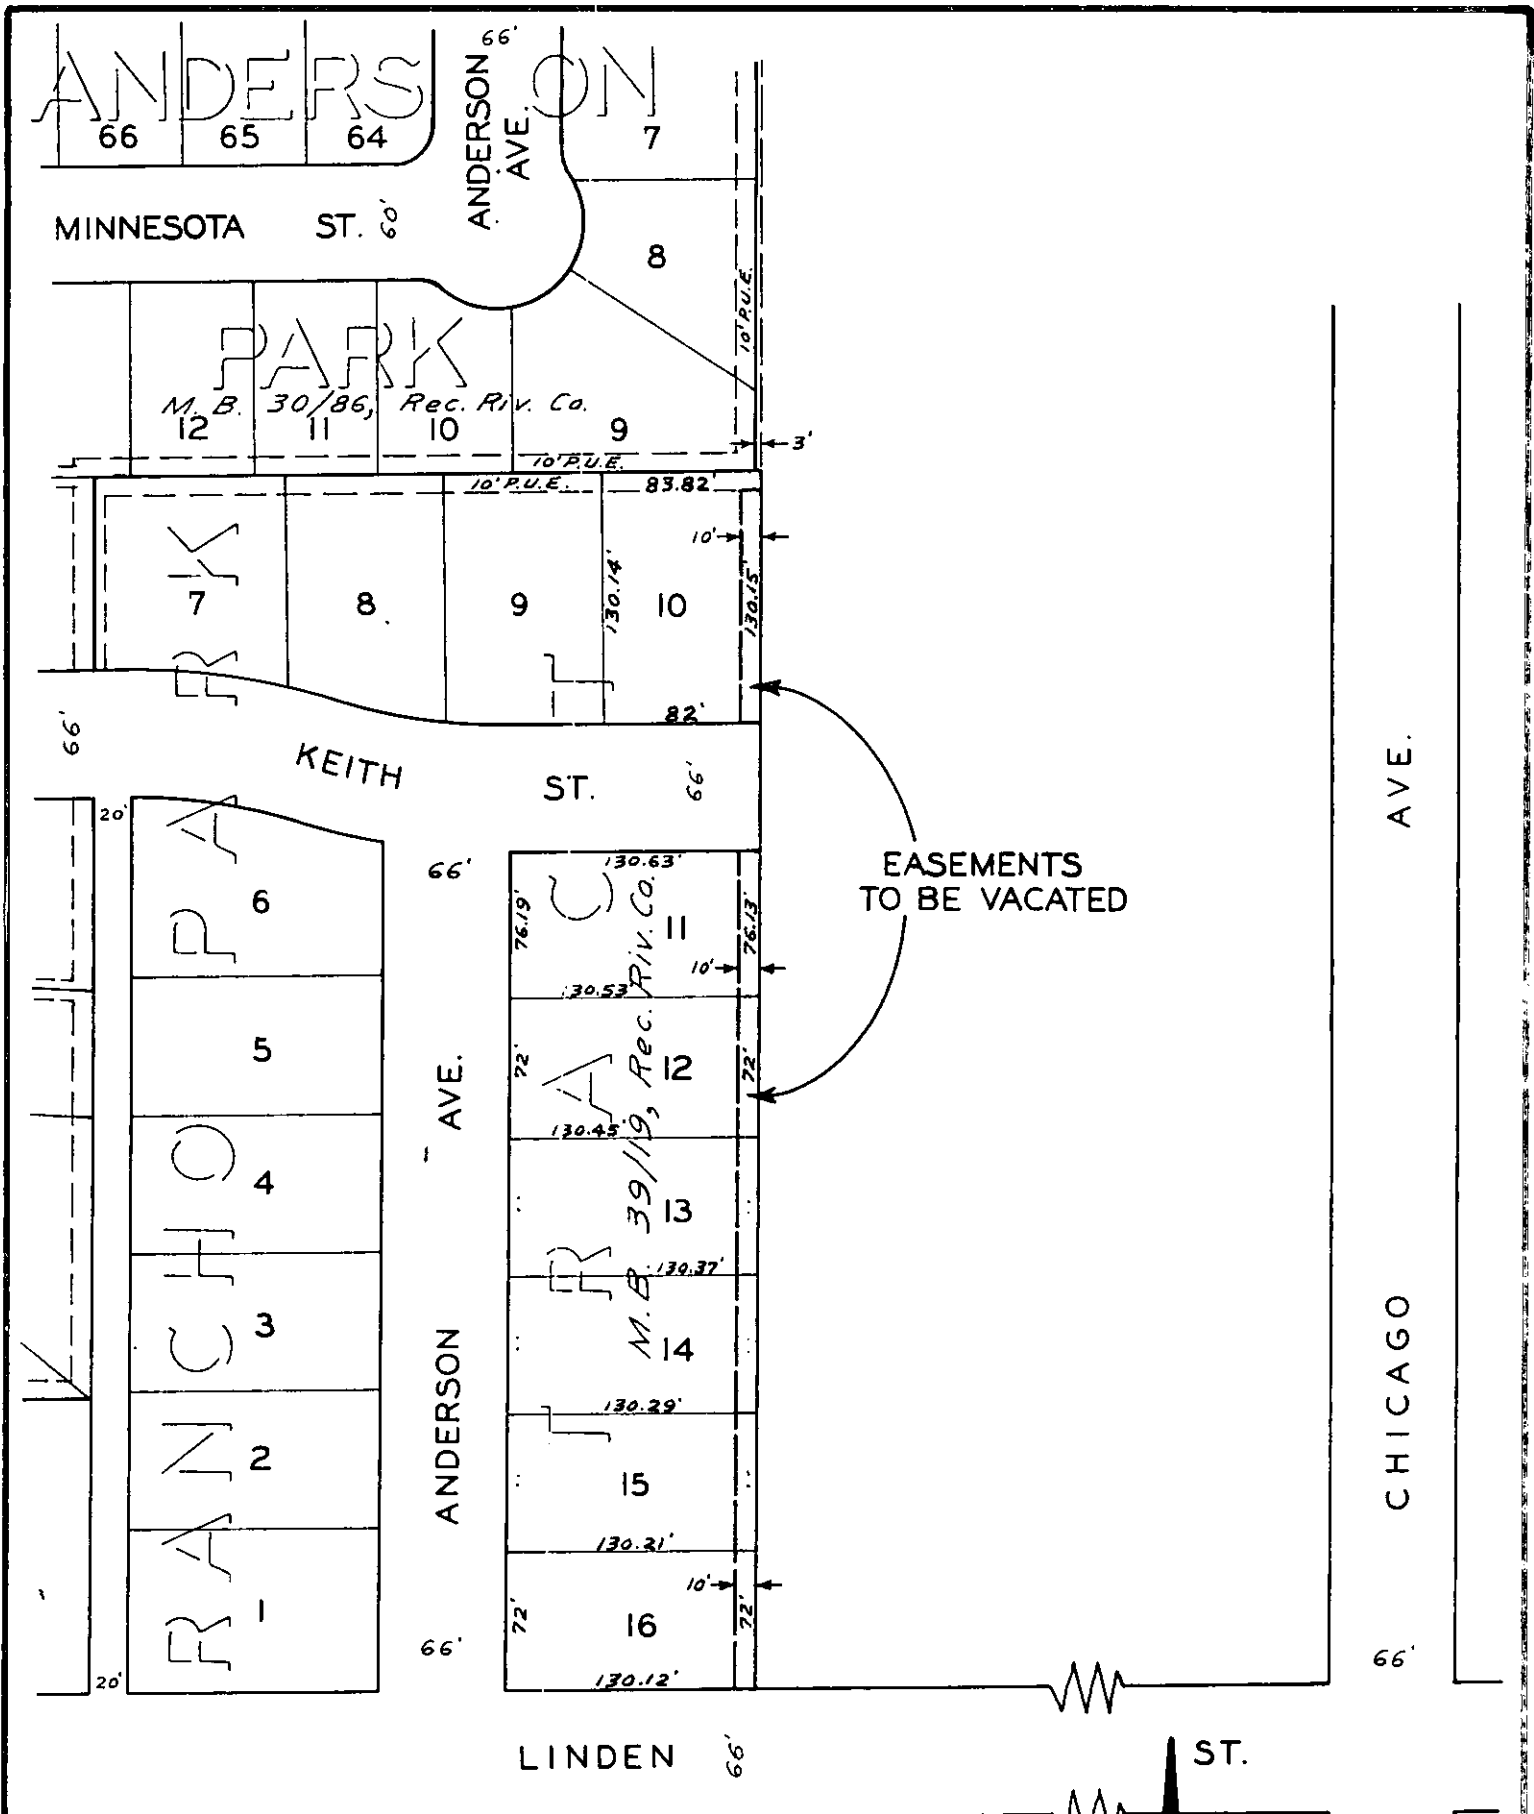 66'
ANDERSON
66 65 64
ANDERSON
AVE.
7
MINNESOTA ST. 60'
8
10' P.U.E.
PARK
M. B. 30/86, Rec. Riv. Co.
12 11 10 9
3'
10' P.U.E.
10' P.U.E. 83.82'
10'
7 8 9 10
130.14'
130.15'
82'
66'
KEITH ST. 66'
20'
66'
130.63'
EASEMENTS
TO BE VACATED
6
76.19'
11
76.13'
10'
130.53'
5
72'
12
72'
130.45'
4
13
130.37'
3
14
130.29'
2
15
130.21'
10'
1
72'
16
72'
66'
20'
130.12'
RANCHO PARK
ANDERSON AVE.
TRACT
M.B. 39/119, Rec. Riv. Co.
CHICAGO AVE.
66'
LINDEN 66' ST.